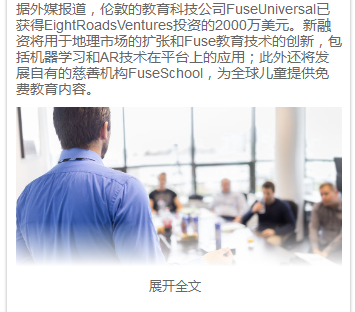 据外媒报道，伦敦的教育科技公司FuseUniversal已
获得EightRoadsVentures投资的2000万美元。新融
资将用于地理市场的扩张和Fuse教育技术的创新，包
括机器学习和AR技术在平台上的应用；此外还将发
展自有的慈善机构FuseSchool，为全球儿童提供免
费教育内容。
展开全文